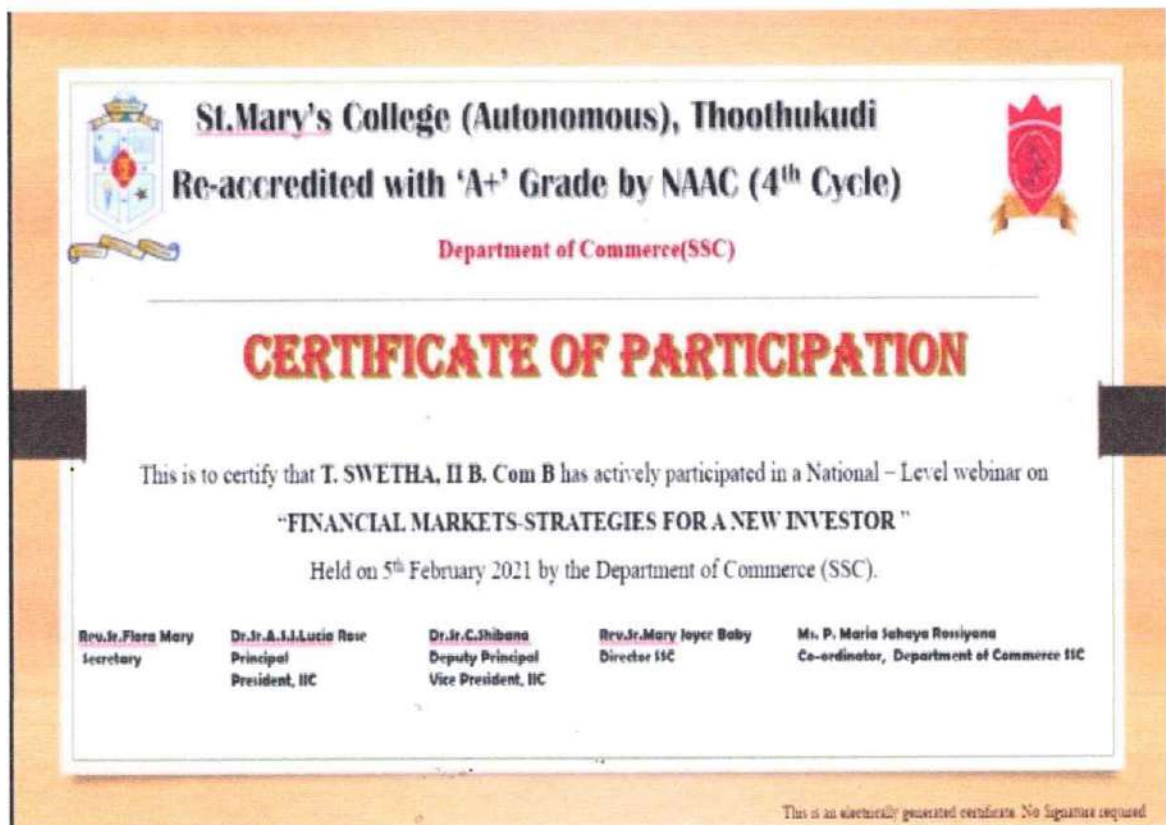 St.Mary's College (Autonomous), Thoothukudi
Re-accredited with ‘A+’ Grade by NAAC (4th Cycle)
Department of Commerce(SSC)
CERTIFICATE OF PARTICIPATION
This is to certify that T. SWETHA, II B. Com B has actively participated in a National – Level webinar on
“FINANCIAL MARKETS-STRATEGIES FOR A NEW INVESTOR ”
Held on 5th February 2021 by the Department of Commerce (SSC).
Rev.Sr.Flora Mary
Secretary
Dr.Sr.A.S.J.Lucia Rose
Principal
President, IIC
Dr.Sr.C.Shibana
Deputy Principal
Vice President, IIC
Rev.Sr.Mary Joyce Baby
Director SSC
Ms. P. Maria Sahaya Rossiyana
Co-ordinator, Department of Commerce SSC
This is an electrically generated certificate. No Signature required